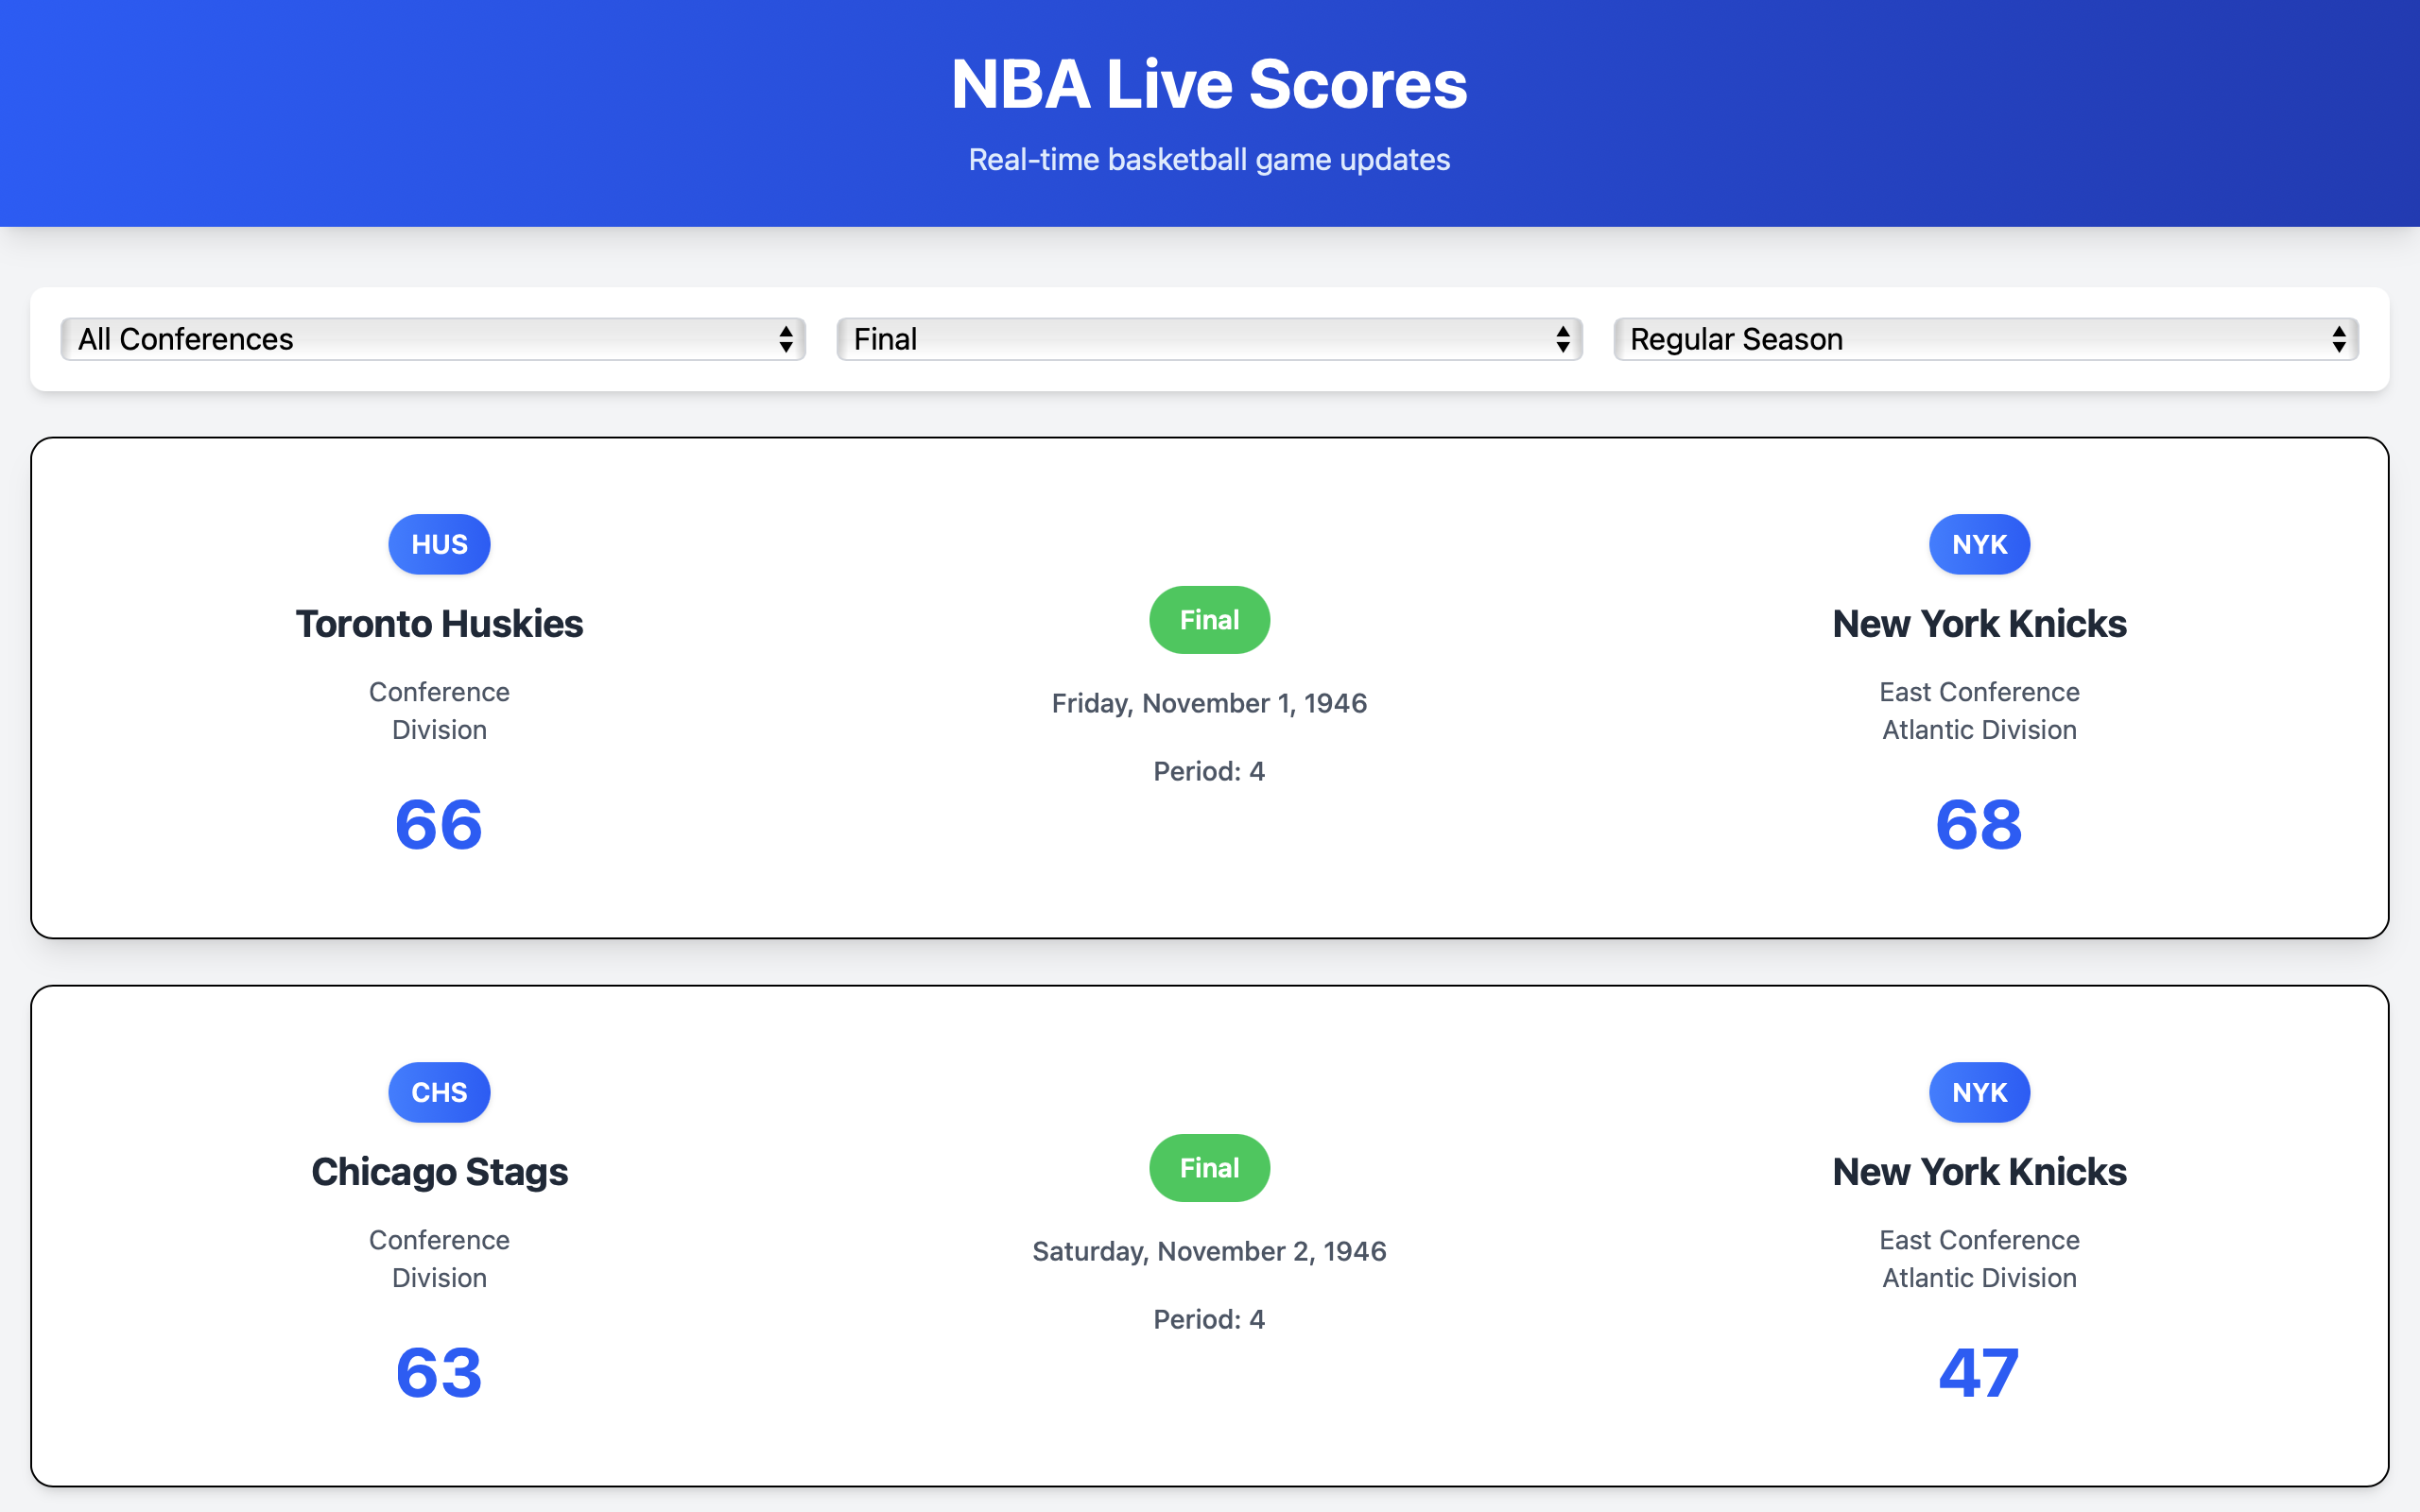 NBA Live Scores
Real-time basketball game updates
All Conferences
Final
Regular Season
HUS
Toronto Huskies
Conference
Division
66
Final
Friday, November 1, 1946
Period: 4
NYK
New York Knicks
East Conference
Atlantic Division
68
CHS
Chicago Stags
Conference
Division
63
Final
Saturday, November 2, 1946
Period: 4
NYK
New York Knicks
East Conference
Atlantic Division
47